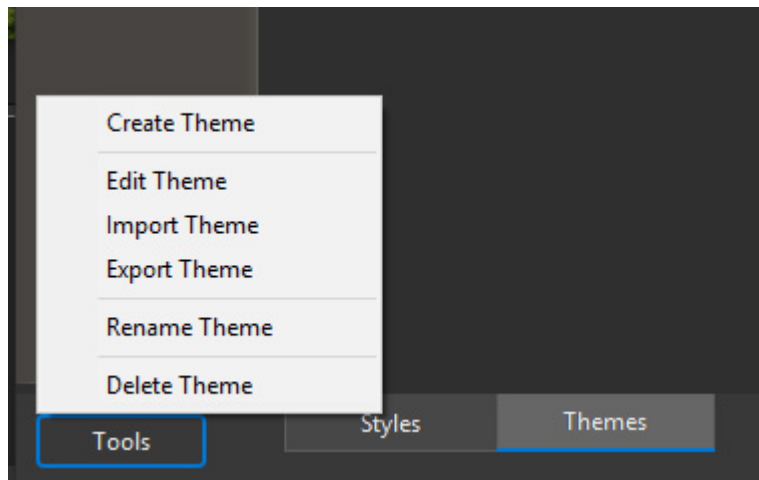 Create Theme
Edit Theme
Import Theme
Export Theme
Rename Theme
Delete Theme
Tools
Styles
Themes